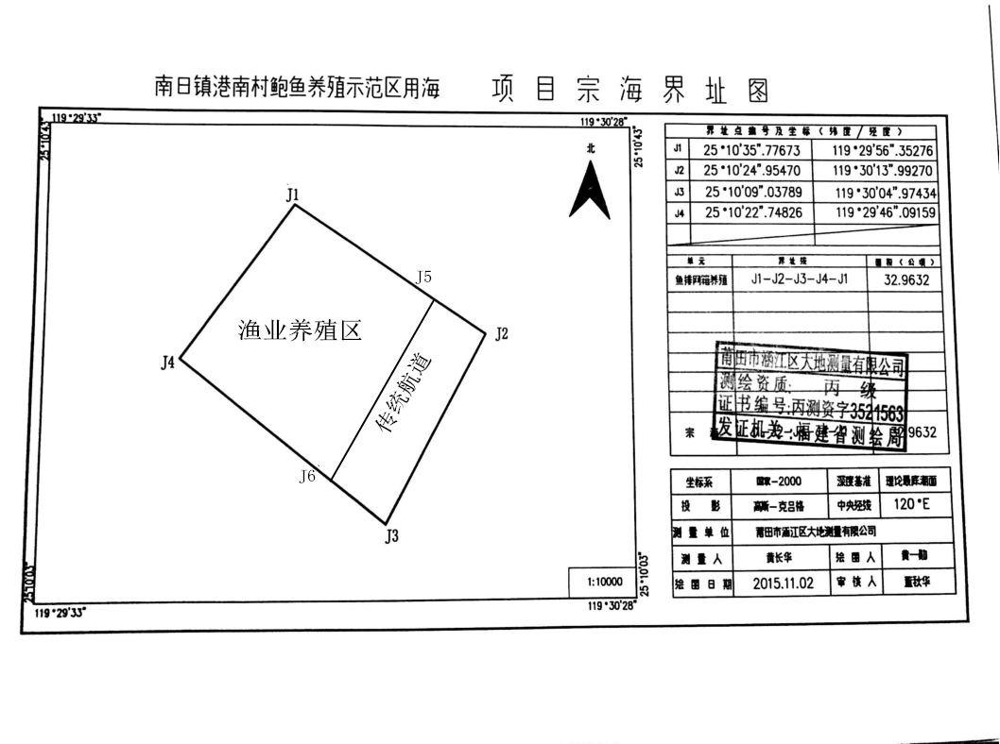 南日镇港南村鲍鱼养殖示范区用海 项目宗海界址图
119°29'33" 119°30'28"
25°10'43" 25°10'43"
北
J1
J5
J2
渔业养殖区
J4
传统航道
J6
J3
1:10000
25°10'03" 25°10'03"
119°29'33" 119°30'28"
界址点编号及坐标(纬度/经度)
J1 25°10'35".77673 119°29'56".35276
J2 25°10'24".95470 119°30'13".99270
J3 25°10'09".03789 119°30'04".97434
J4 25°10'22".74826 119°29'46".09159
单元 界址线 面积(公顷)
鱼排网箱养殖 J1-J2-J3-J4-J1 32.9632
宗
莆田市涵江区大地测量有限公司
测绘资质: 丙 级
证书编号:丙测资字3521563
发证机关:福建省测绘局
坐标系 国家-2000 深度基准 理论最低潮面
投影 高斯-克吕格 中央经线 120°E
测量单位 莆田市涵江区大地测量有限公司
测量人 黄长华 绘图人 黄一勋
绘图日期 2015.11.02 审核人 董秋华